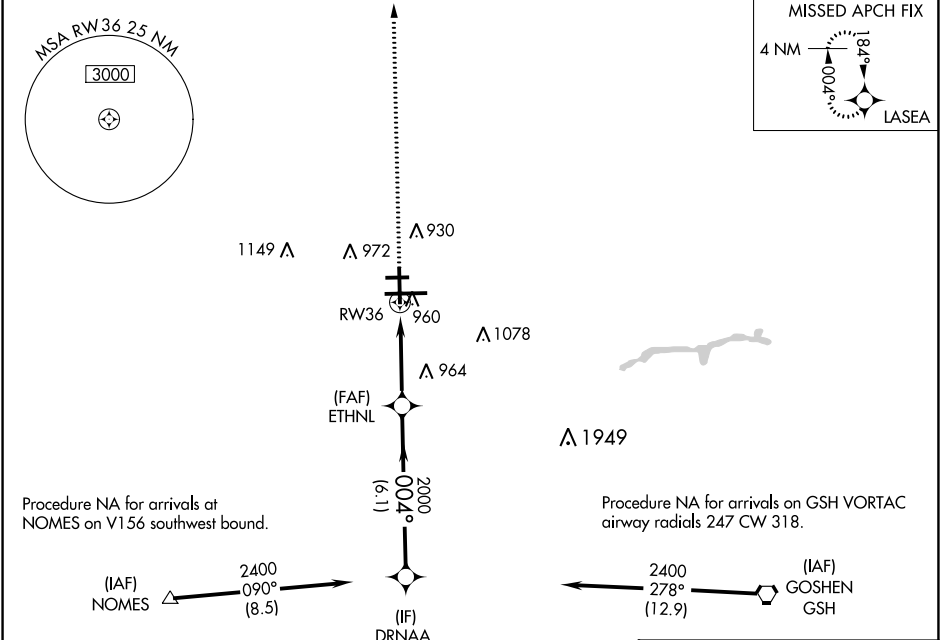 MSA RW36 25 NM
3000
MISSED APCH FIX
4 NM
184°
004°
LASEA
930
1149
972
RW36
960
1078
964
(FAF)
ETHNL
1949
2000
004°
(6.1)
Procedure NA for arrivals at
NOMES on V156 southwest bound.
Procedure NA for arrivals on GSH VORTAC
airway radials 247 CW 318.
(IAF)
NOMES
2400
090°
(8.5)
2400
278°
(12.9)
(IAF)
GOSHEN
GSH
(IF)
DRNAA